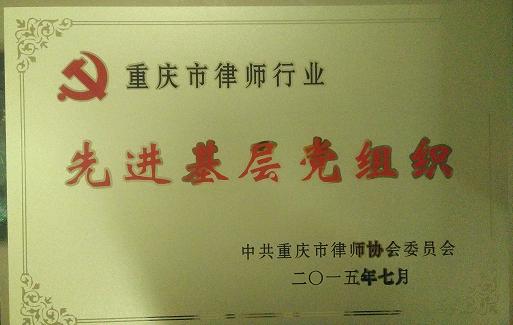 重庆市律师行业
先进基层党组织
中共重庆市律师协会委员会
二〇一五年七月